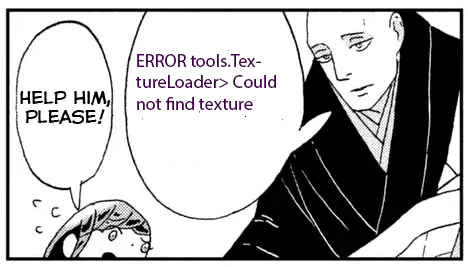 ERROR tools.Tex-
tureLoader> Could
not find texture
HELP HIM,
PLEASE!